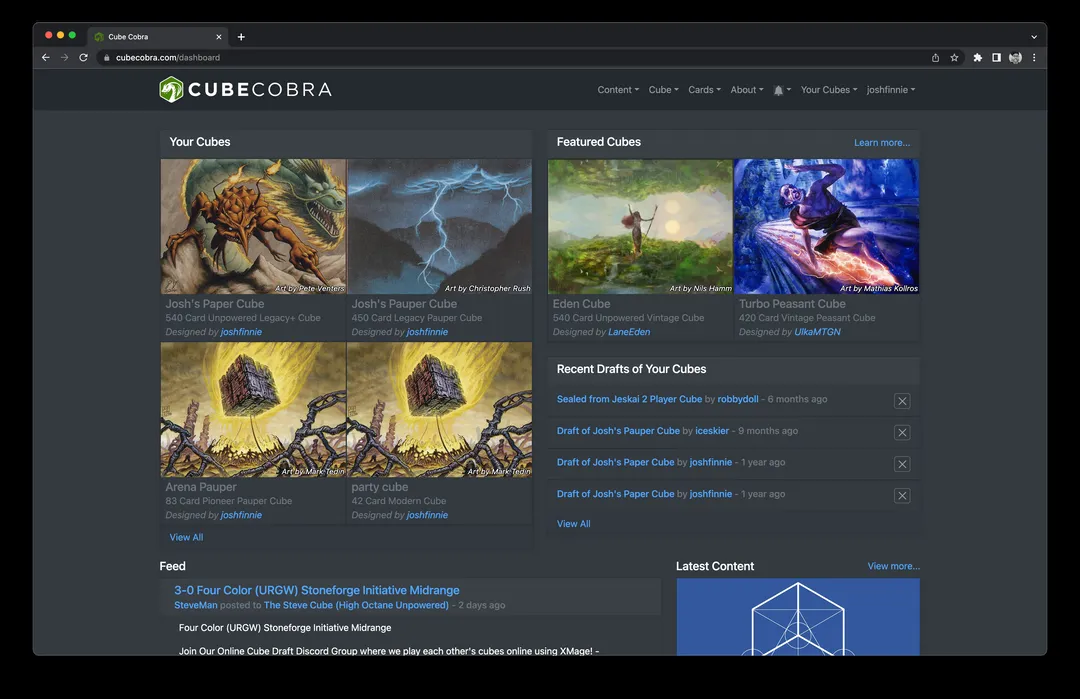 Cube Cobra
cubecobra.com/dashboard
CUBECOBRA
Content Cube Cards About Your Cubes joshfinnie
Your Cubes
Art by Pete Venters
Art by Christopher Rush
Josh's Paper Cube
540 Card Unpowered Legacy+ Cube
Designed by joshfinnie
Josh's Pauper Cube
450 Card Legacy Pauper Cube
Designed by joshfinnie
Art by Mark Tedin
Art by Mark Tedin
Arena Pauper
83 Card Pioneer Pauper Cube
Designed by joshfinnie
party cube
42 Card Modern Cube
Designed by joshfinnie
View All
Featured Cubes
Learn more...
Art by Nils Hamm
Art by Mathias Kollros
Eden Cube
540 Card Unpowered Vintage Cube
Designed by LaneEden
Turbo Peasant Cube
420 Card Vintage Peasant Cube
Designed by UlkaMTGN
Recent Drafts of Your Cubes
Sealed from Jeskai 2 Player Cube by robbydoll - 6 months ago
Draft of Josh's Pauper Cube by iceskier - 9 months ago
Draft of Josh's Paper Cube by joshfinnie - 1 year ago
Draft of Josh's Paper Cube by joshfinnie - 1 year ago
View All
Feed
3-0 Four Color (URGW) Stoneforge Initiative Midrange
SteveMan posted to The Steve Cube (High Octane Unpowered) - 2 days ago
Four Color (URGW) Stoneforge Initiative Midrange
Join Our Online Cube Draft Discord Group where we play each other's cubes online using XMage! -
Latest Content
View more...